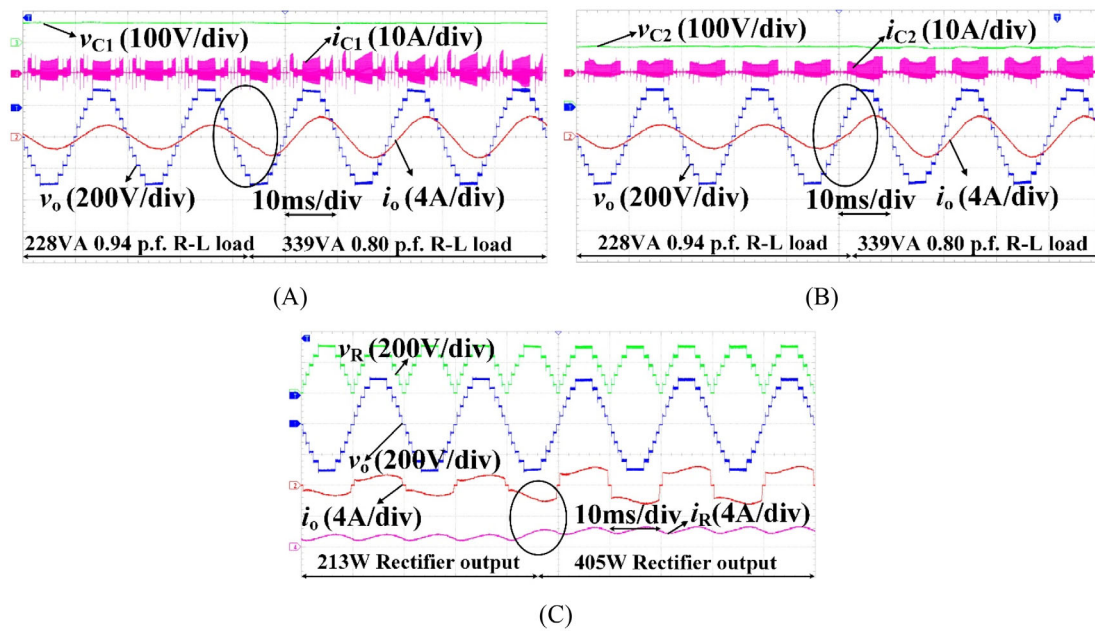 vC1 (100V/div)
iC1 (10A/div)
vo (200V/div)
10ms/div
io (4A/div)
228VA 0.94 p.f. R-L load
339VA 0.80 p.f. R-L load
(A)
vC2 (100V/div)
iC2 (10A/div)
vo (200V/div)
10ms/div
io (4A/div)
228VA 0.94 p.f. R-L load
339VA 0.80 p.f. R-L load
(B)
vR (200V/div)
vo (200V/div)
io (4A/div)
10ms/div
iR (4A/div)
213W Rectifier output
405W Rectifier output
(C)